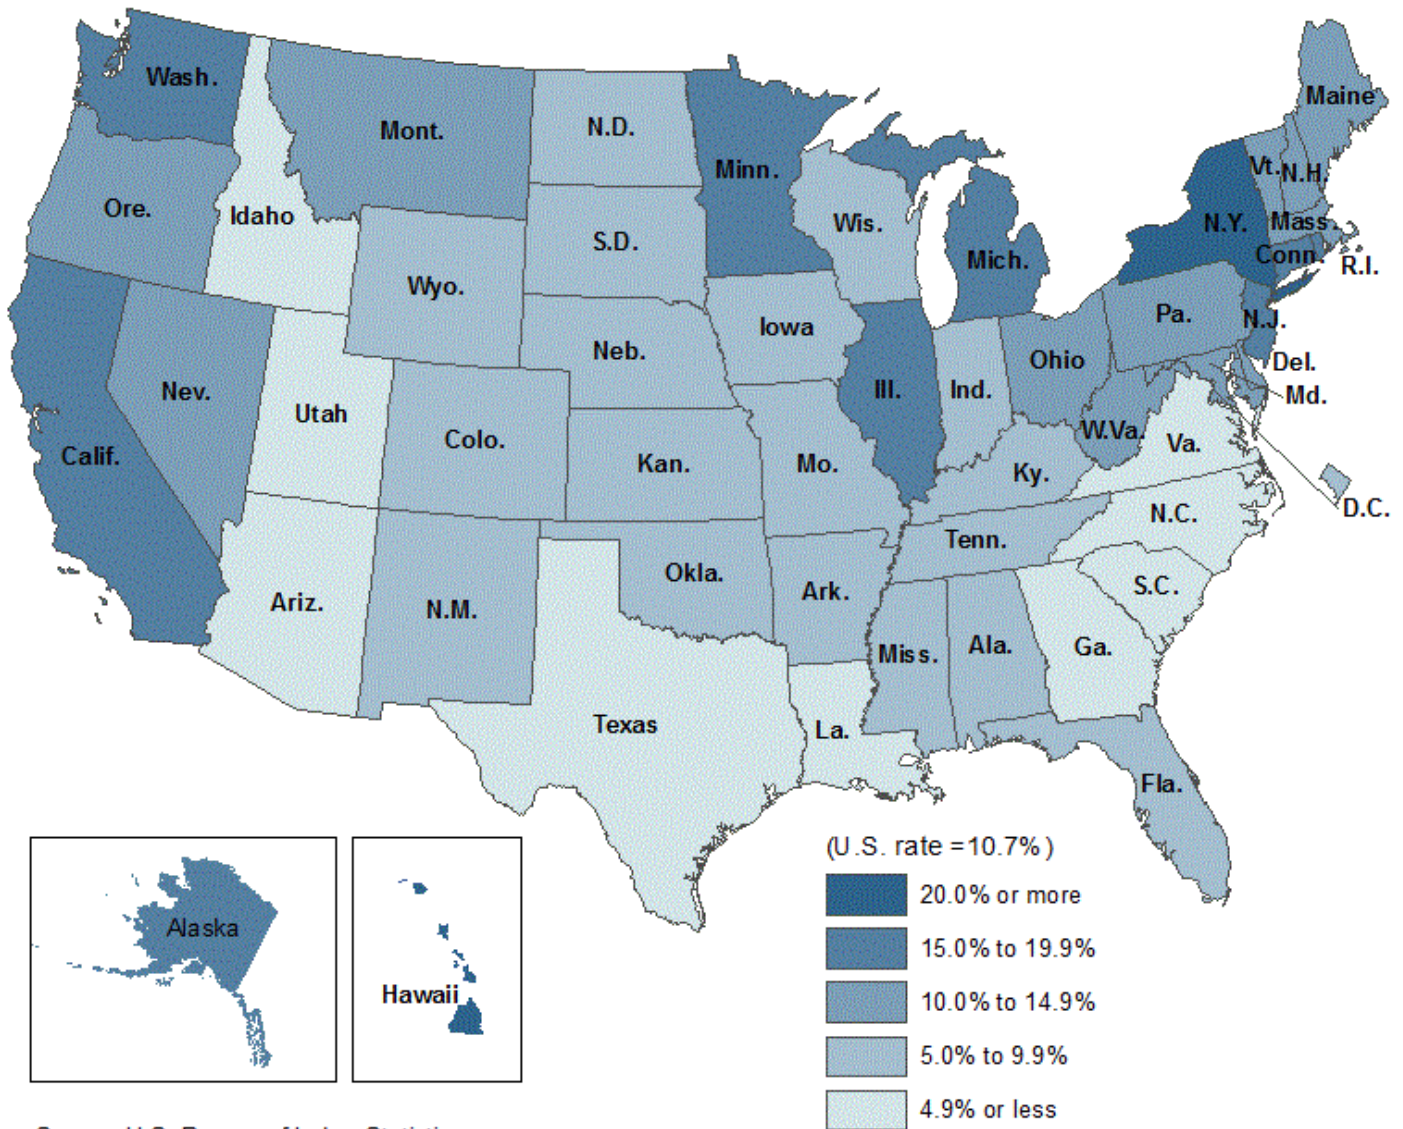 Wash.
Mont.
N.D.
Minn.
Maine
Ore.
Idaho
Wyo.
S.D.
Wis.
Mich.
N.Y.
Vt.
N.H.
Mass.
Conn.
R.I.
Calif.
Nev.
Utah
Colo.
Neb.
Kan.
Iowa
Mo.
Ill.
Ind.
Ohio
Pa.
N.J.
Del.
Md.
W.Va.
Va.
D.C.
Ky.
Tenn.
N.C.
S.C.
Ariz.
N.M.
Okla.
Ark.
Miss.
Ala.
Ga.
Texas
La.
Fla.
Alaska
Hawaii
(U.S. rate =10.7%)
20.0% or more
15.0% to 19.9%
10.0% to 14.9%
5.0% to 9.9%
4.9% or less